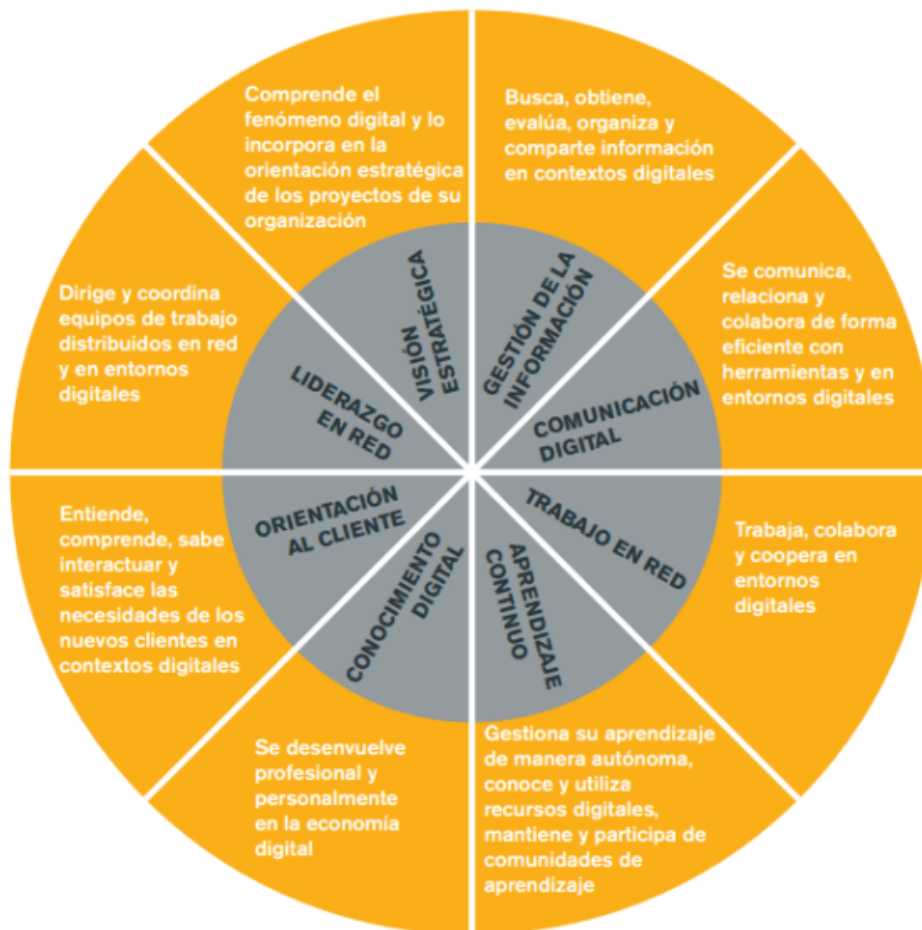 Comprende el
fenómeno digital y lo
incorpora en la
orientación estratégica
de los proyectos de su
organización
VISIÓN
ESTRATÉGICA
Busca, obtiene,
evalúa, organiza y
comparte información
en contextos digitales
GESTIÓN DE LA
INFORMACIÓN
Se comunica,
relaciona y
colabora de forma
eficiente con
herramientas y en
entornos digitales
COMUNICACIÓN
DIGITAL
Trabaja, colabora
y coopera en
entornos
digitales
TRABAJO EN RED
Gestiona su aprendizaje
de manera autónoma,
conoce y utiliza
recursos digitales,
mantiene y participa de
comunidades de
aprendizaje
APRENDIZAJE
CONTINUO
Se desenvuelve
profesional y
personalmente
en la economía
digital
CONOCIMIENTO
DIGITAL
Entiende,
comprende, sabe
interactuar y
satisface las
necesidades de los
nuevos clientes en
contextos digitales
ORIENTACIÓN
AL CLIENTE
Dirige y coordina
equipos de trabajo
distribuidos en red
y en entornos
digitales
LIDERAZGO
EN RED